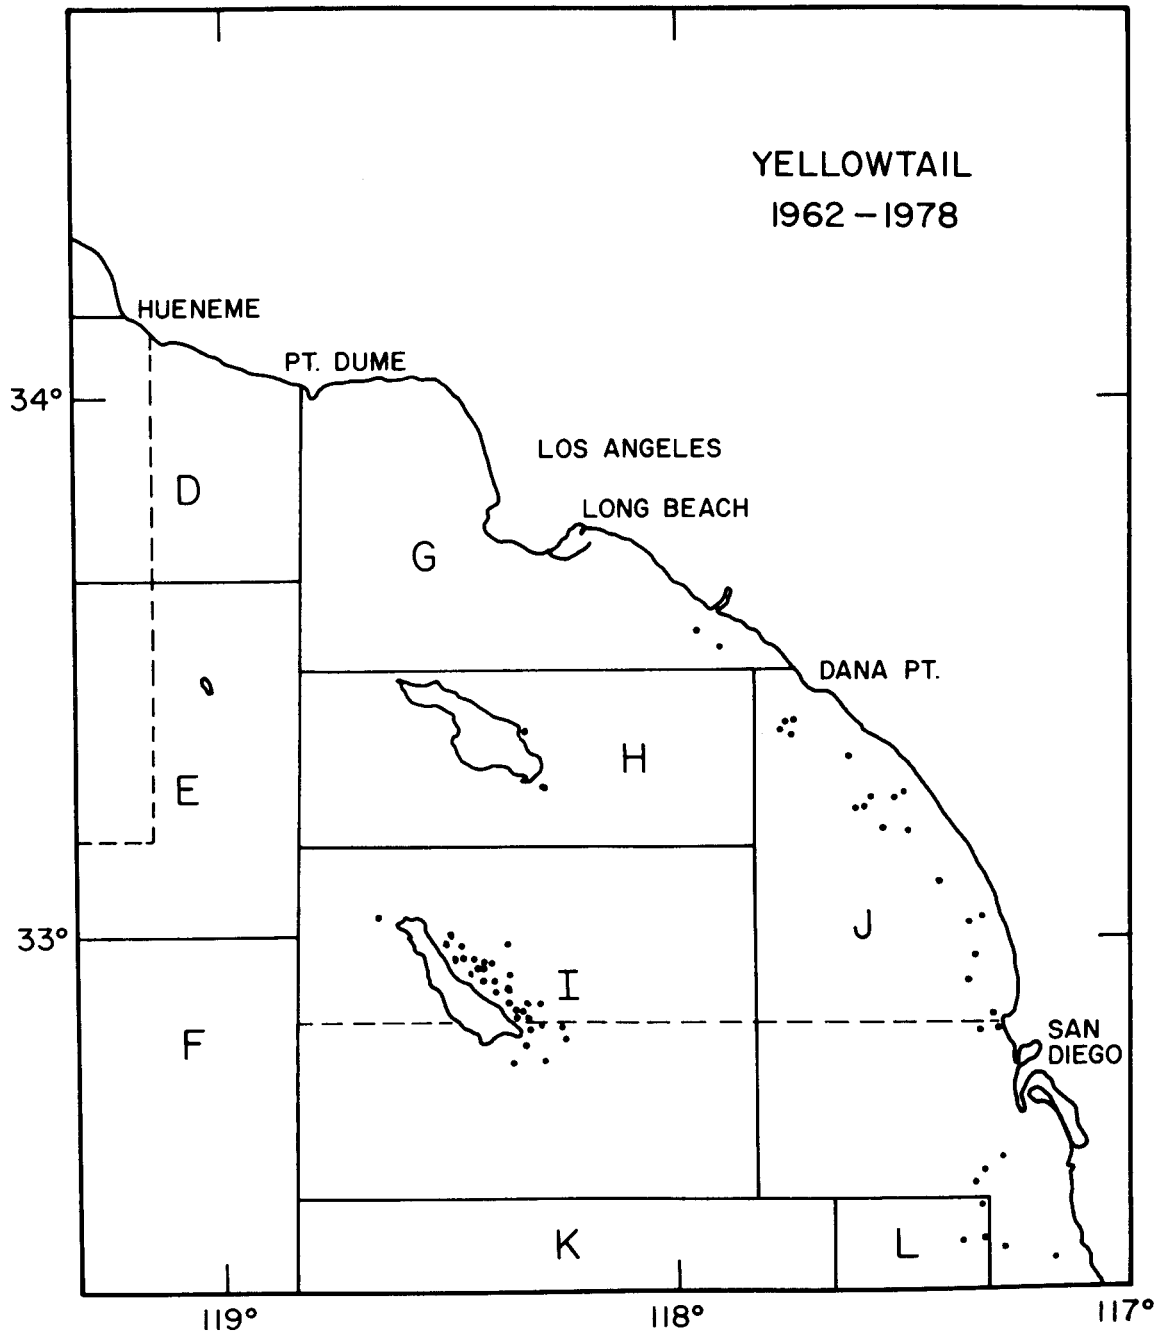 YELLOWTAIL
1962 – 1978
HUENEME
PT. DUME
34°
LOS ANGELES
D
LONG BEACH
G
DANA PT.
H
E
J
33°
I
F
SAN
DIEGO
K
L
119°
118°
117°